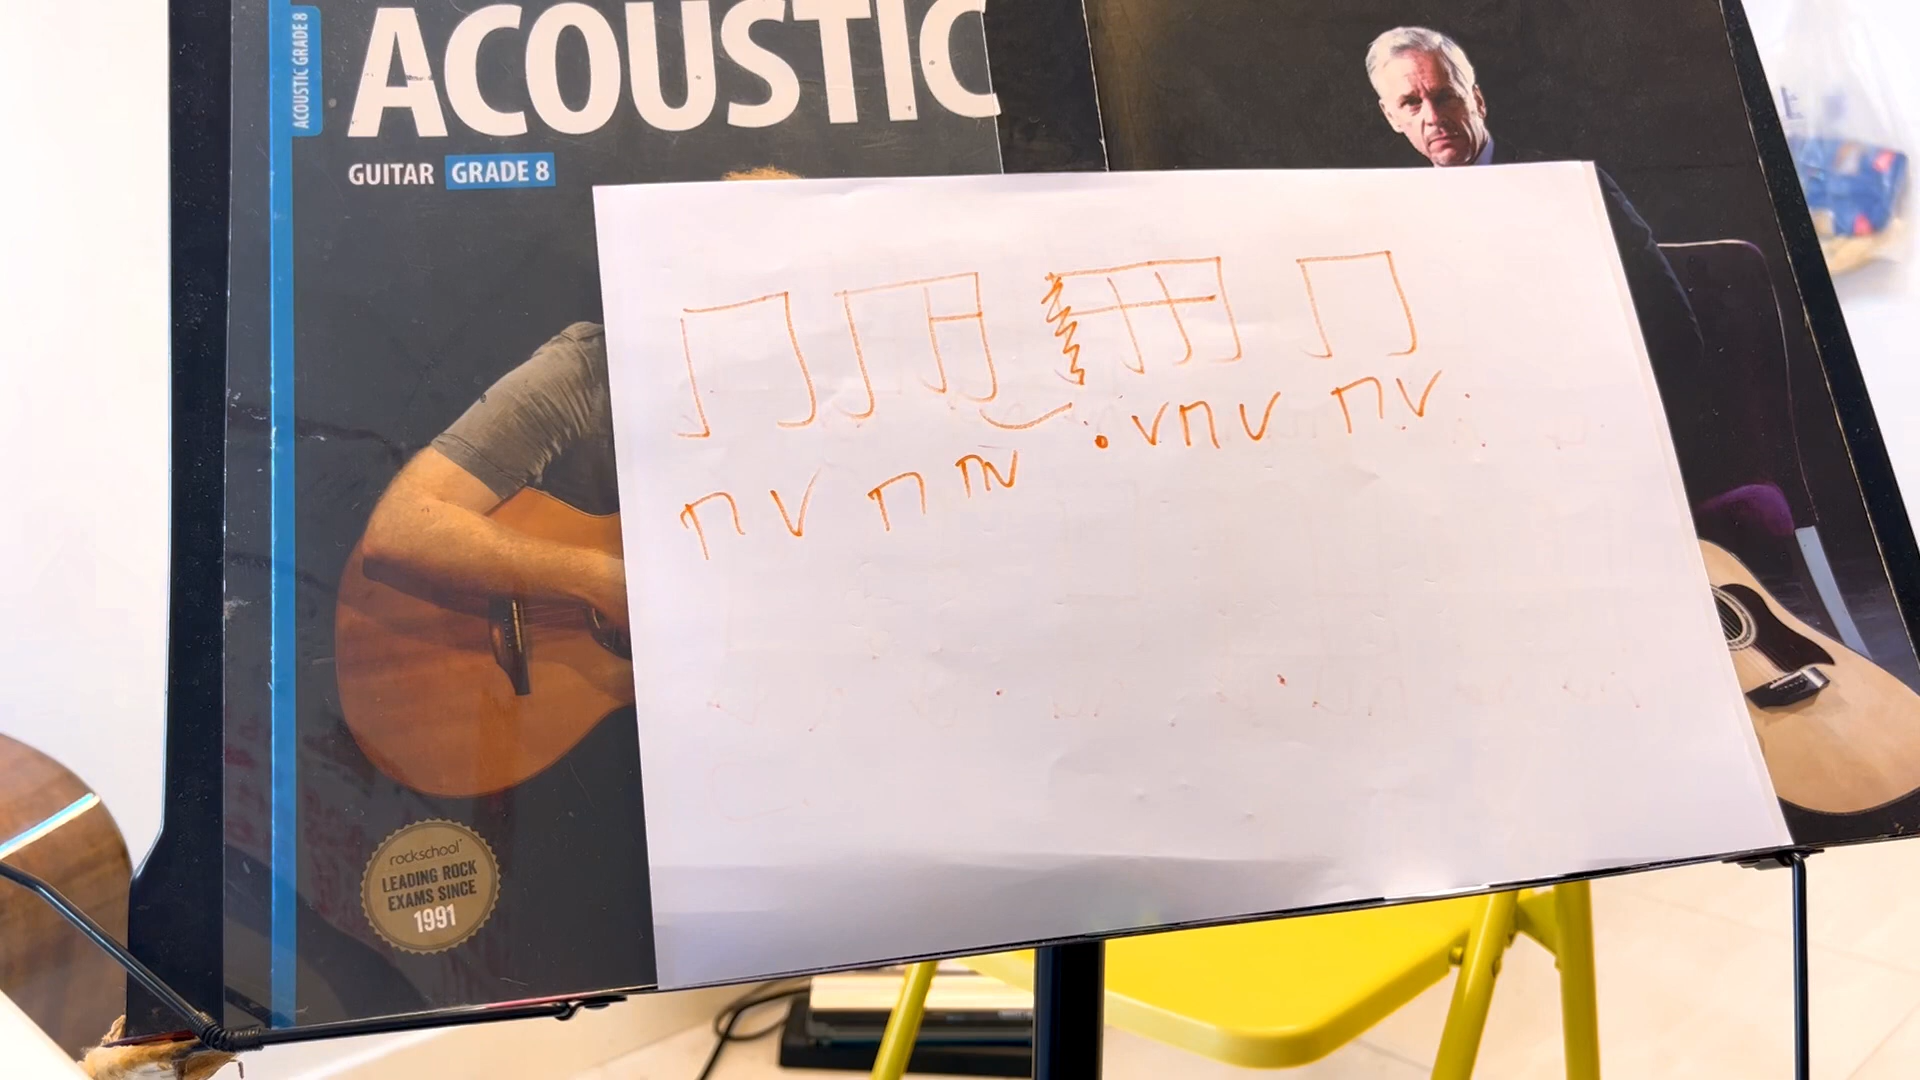 ACOUSTIC GRADE 8
ACOUSTIC
GUITAR GRADE 8
rockschool
LEADING ROCK
EXAMS SINCE
1991